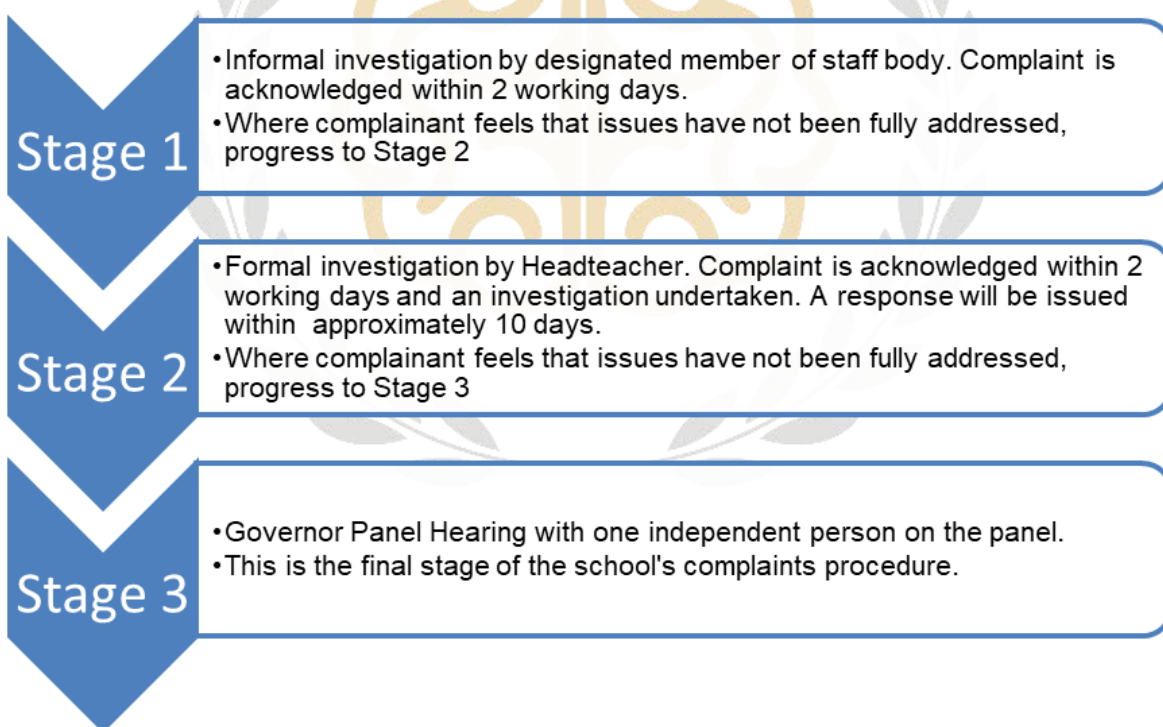 Stage 1
•Informal investigation by designated member of staff body. Complaint is
acknowledged within 2 working days.
•Where complainant feels that issues have not been fully addressed,
progress to Stage 2
Stage 2
•Formal investigation by Headteacher. Complaint is acknowledged within 2
working days and an investigation undertaken. A response will be issued
within approximately 10 days.
•Where complainant feels that issues have not been fully addressed,
progress to Stage 3
Stage 3
•Governor Panel Hearing with one independent person on the panel.
•This is the final stage of the school's complaints procedure.